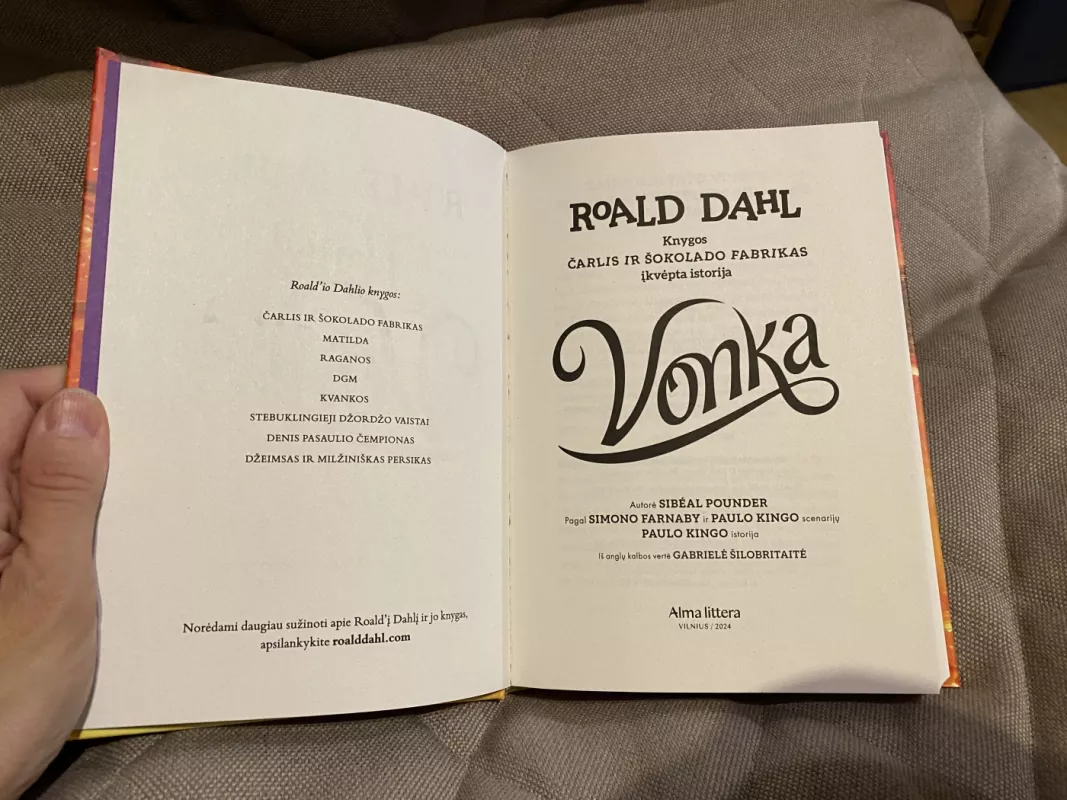 Roald'io Dahlio knygos:
ČARLIS IR ŠOKOLADO FABRIKAS
MATILDA
RAGANOS
DGM
KVANKOS
STEBUKLINGIEJI DŽORDŽO VAISTAI
DENIS PASAULIO ČEMPIONAS
DŽEIMSAS IR MILŽINIŠKAS PERSIKAS
Norėdami daugiau sužinoti apie Roald'į Dahlį ir jo knygas,
apsilankykite roalddahl.com
ROALD DAHL
Knygos
ČARLIS IR ŠOKOLADO FABRIKAS
įkvėpta istorija
Vonka
Autorė SIBÉAL POUNDER
Pagal SIMONO FARNABY ir PAULO KINGO scenarijų
PAULO KINGO istorija
Iš anglų kalbos vertė GABRIELĖ ŠILOBRITAITĖ
Alma littera
VILNIUS / 2024